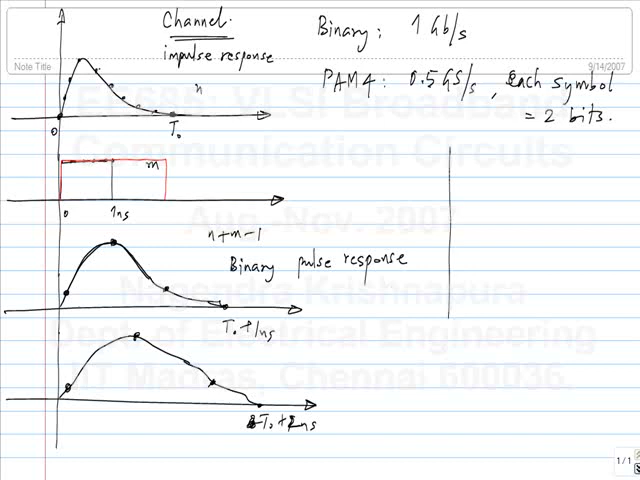 Channel.
impulse response
Binary: 1 Gb/s
Note Title
9/14/2007
PAM4: 0.5 GS/s, each symbol
= 2 bits.
n
0
T₀
EE685: VLSI Broadband
Communication Circuits
m
0
1ns
Aug.-Nov. 2007
n+m-1
Binary pulse response
Nagendra Krishnapura
T₀+1ns
Dept. of Electrical Engineering
IIT Madras, Chennai 600036
T₀+2ns
1/1